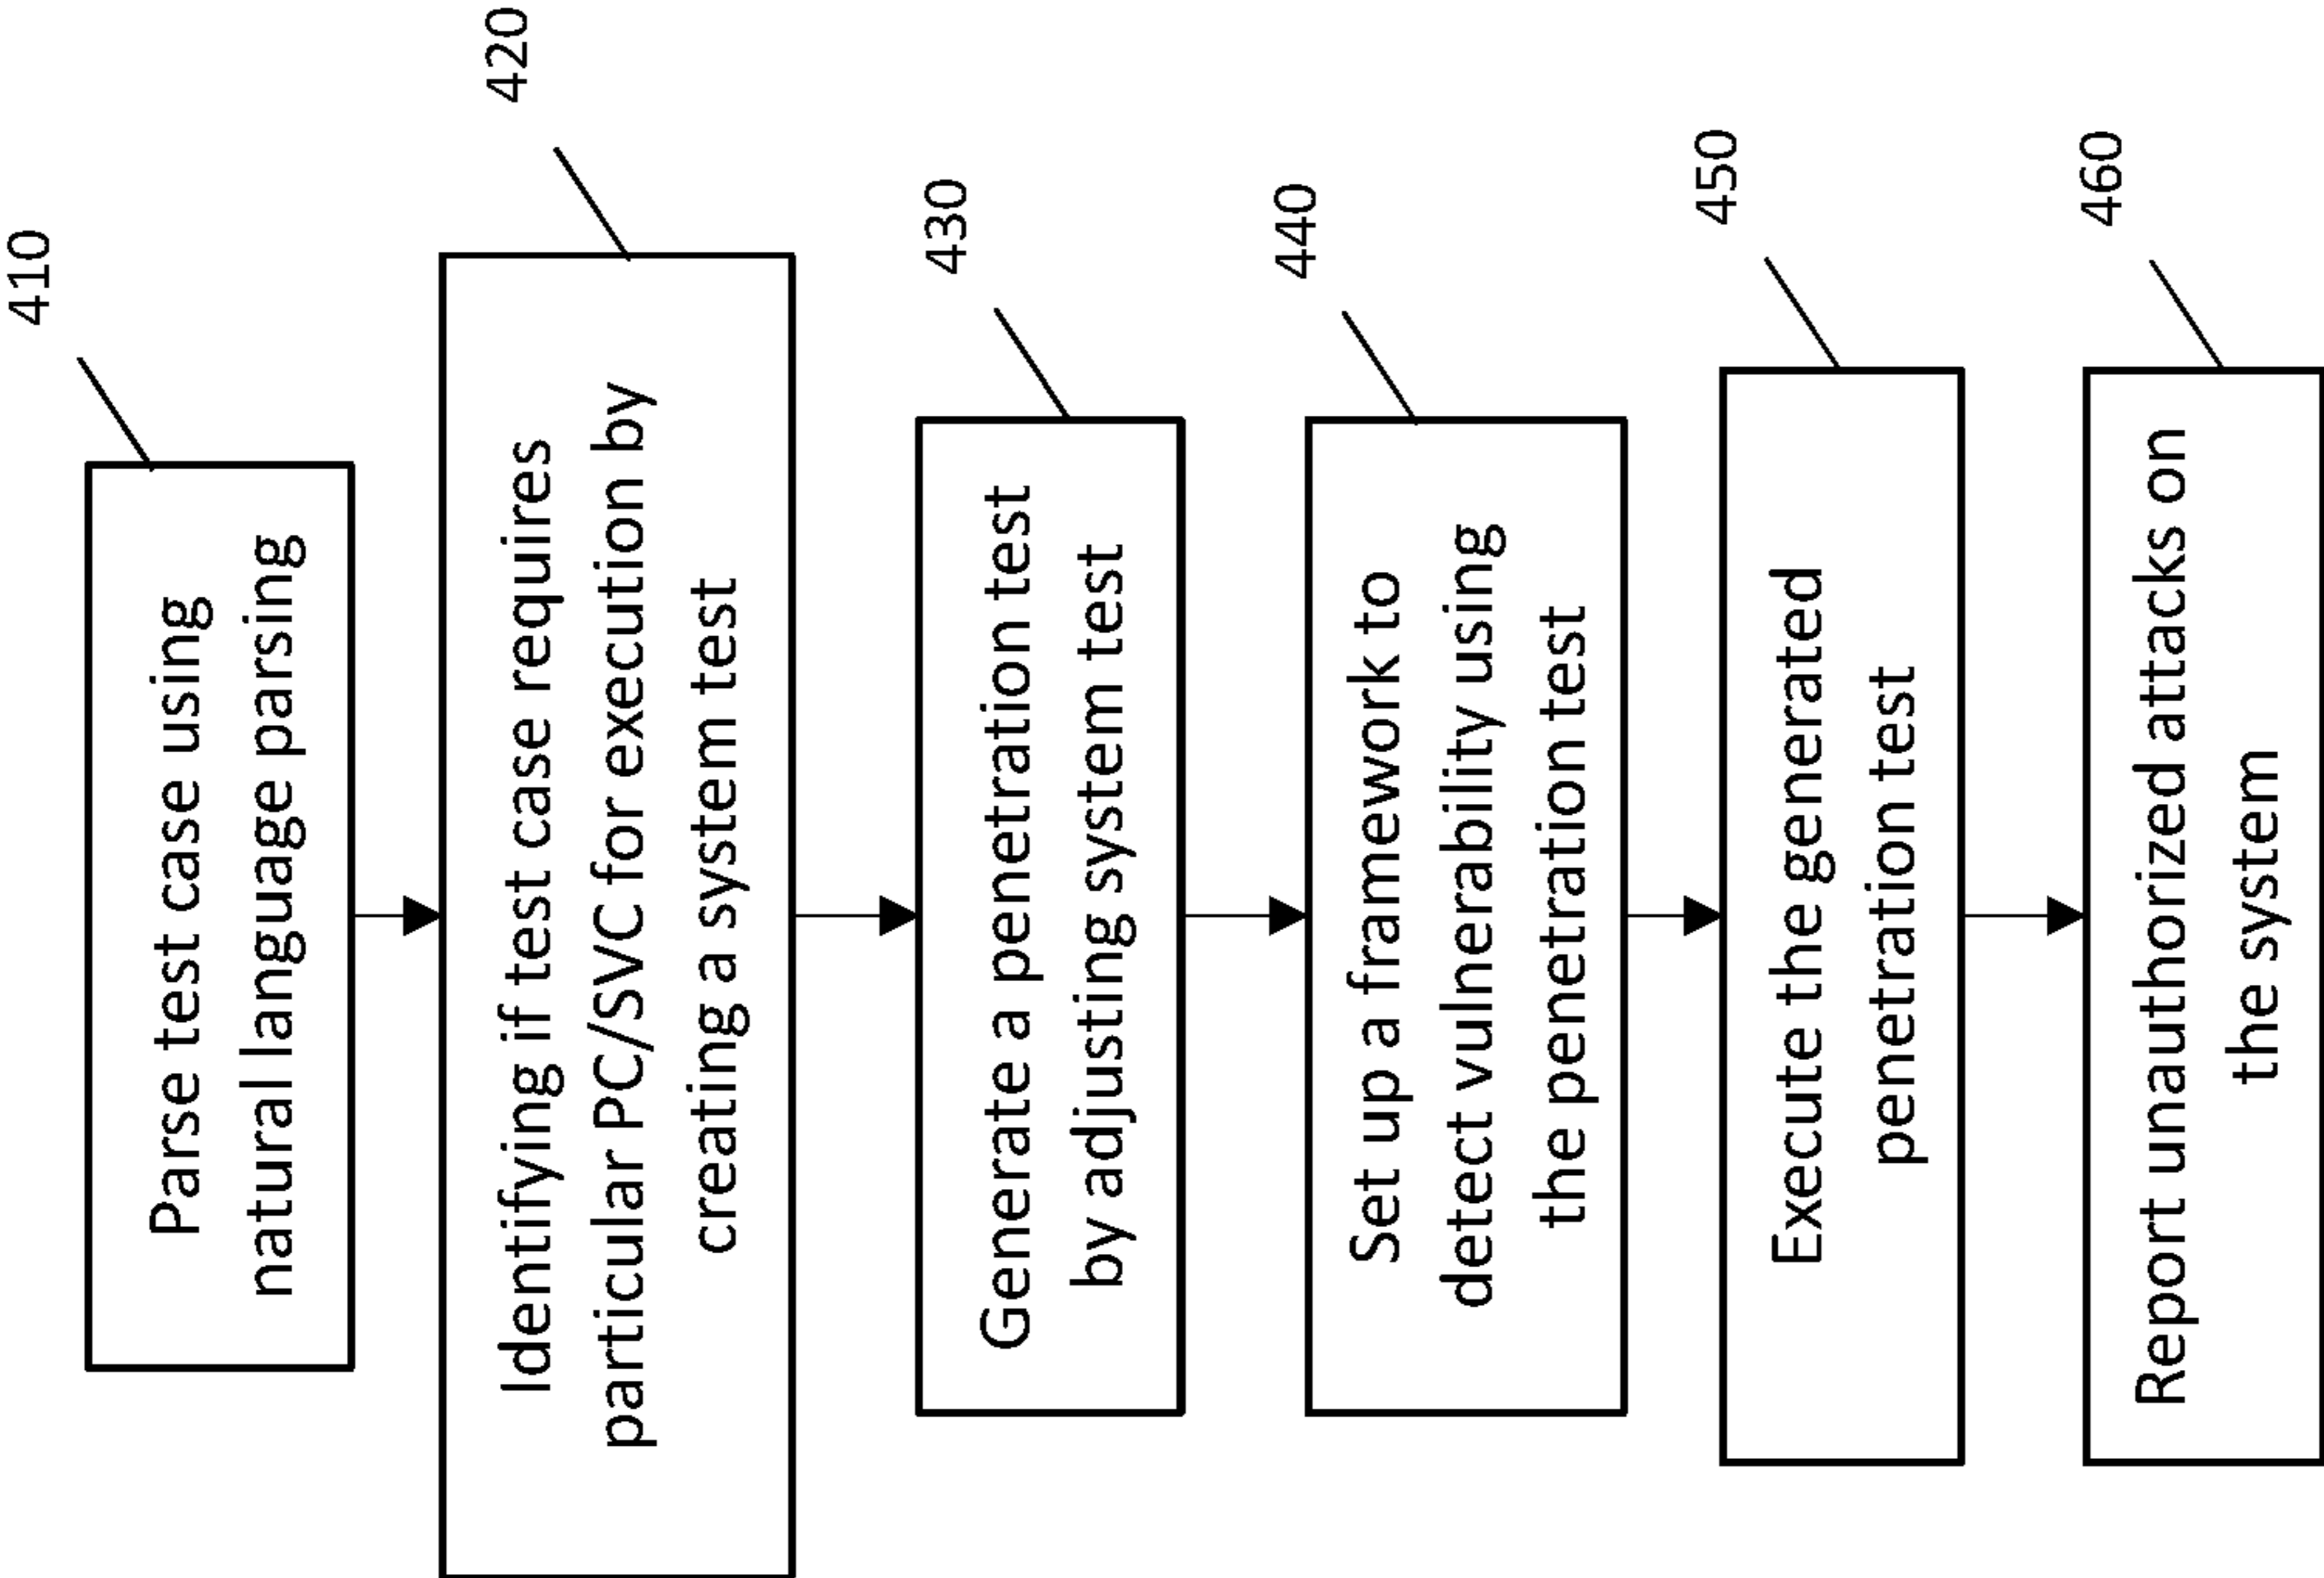 410
Parse test case using
natural language parsing
420
Identifying if test case requires
particular PC/SVC for execution by
creating a system test
430
Generate a penetration test
by adjusting system test
440
Set up a framework to
detect vulnerability using
the penetration test
450
Execute the generated
penetration test
460
Report unauthorized attacks on
the system